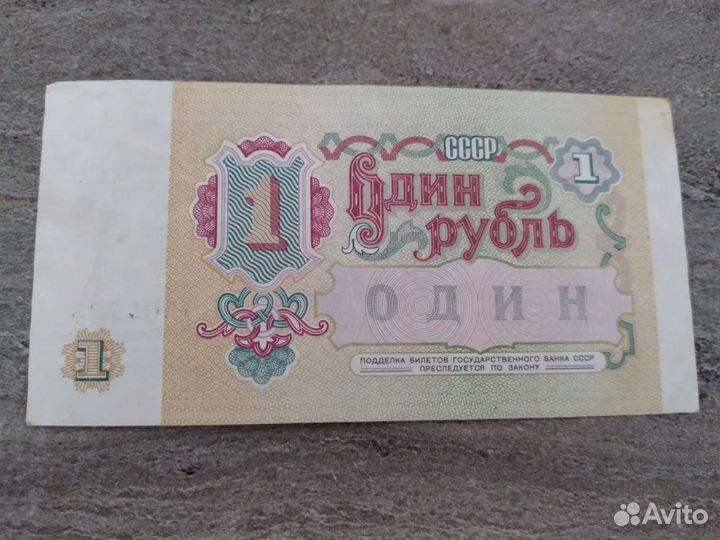 СССР
1
1
Один
рубль
ОДИН
1
ПОДДЕЛКА БИЛЕТОВ ГОСУДАРСТВЕННОГО БАНКА СССР
ПРЕСЛЕДУЕТСЯ ПО ЗАКОНУ
Avito